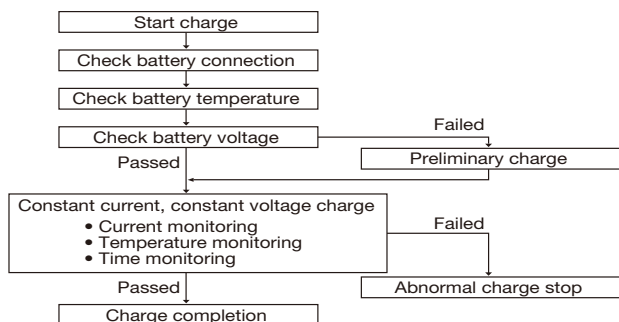 Start charge
Check battery connection
Check battery temperature
Check battery voltage
Failed
Passed
Preliminary charge
Constant current, constant voltage charge
• Current monitoring
• Temperature monitoring
• Time monitoring
Failed
Passed
Abnormal charge stop
Charge completion